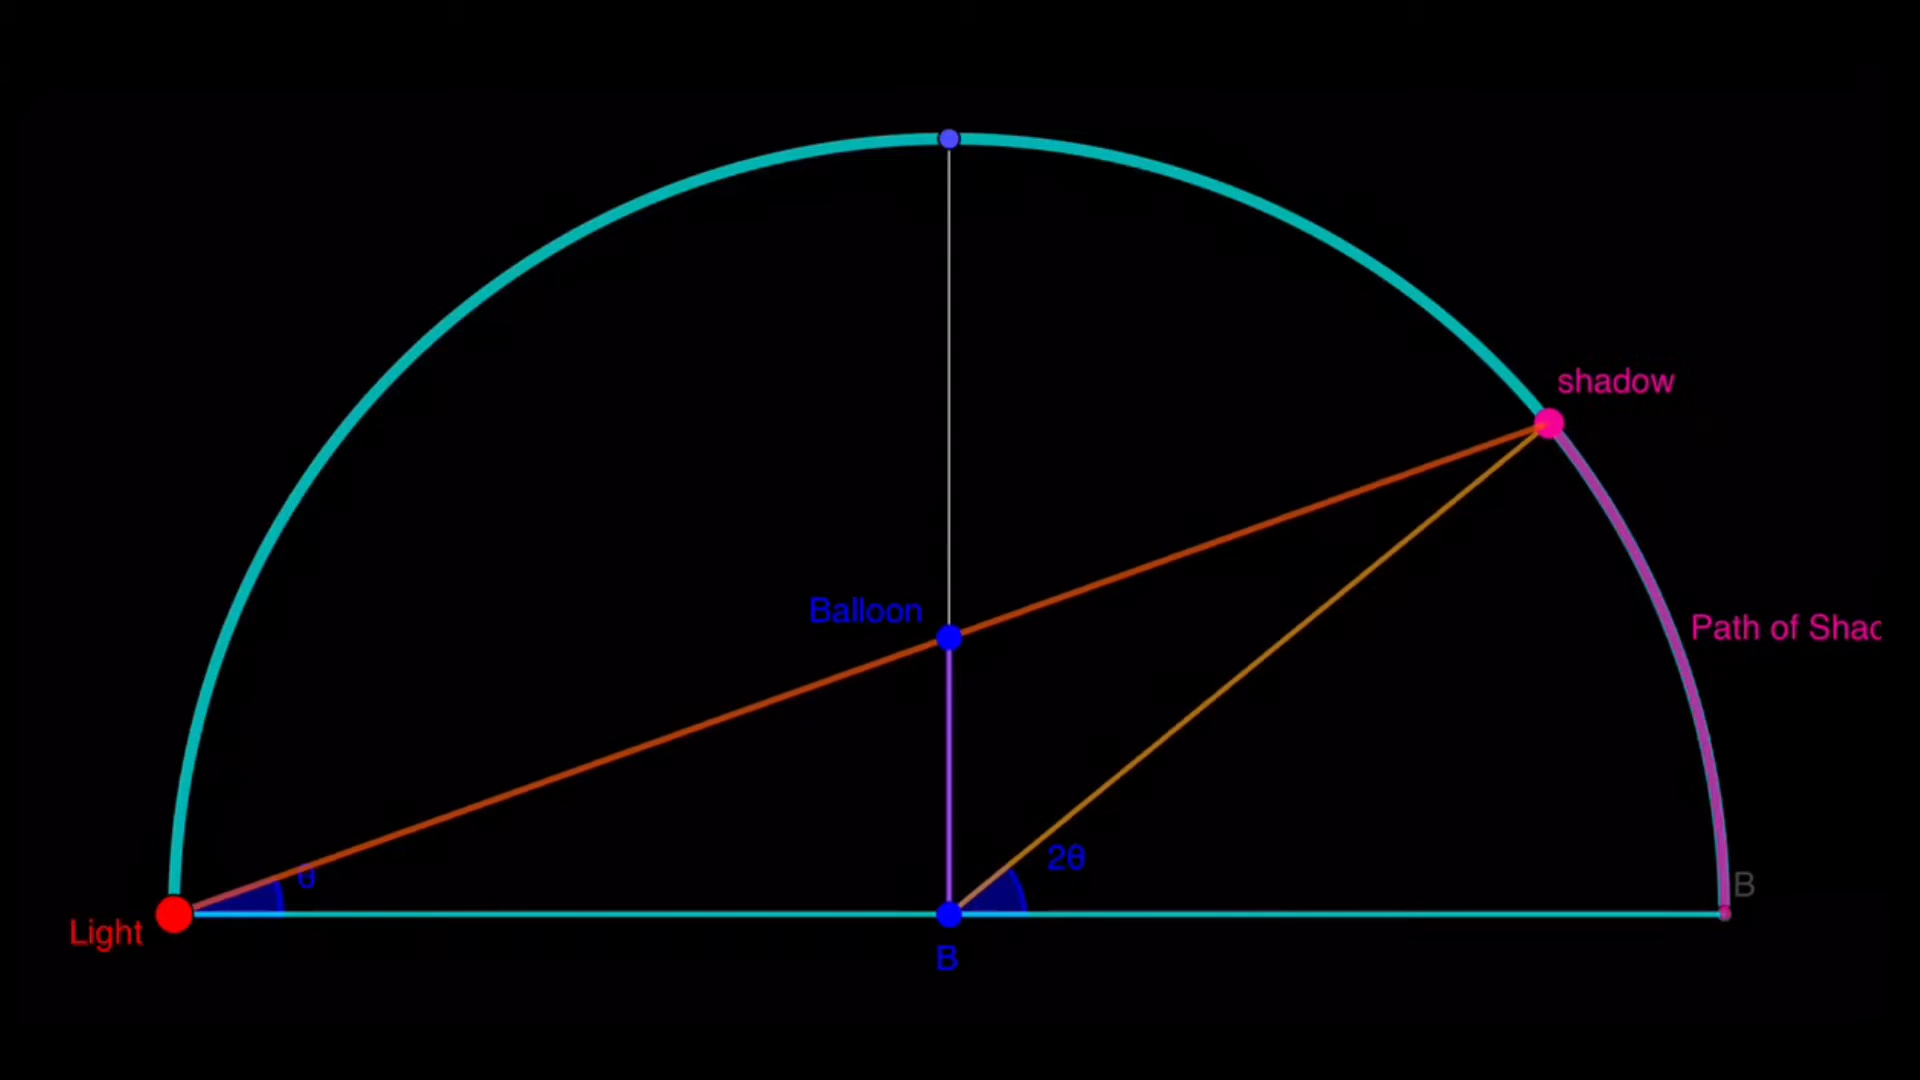 shadow
Balloon
Path of Shac
2θ
θ
B
Light
B